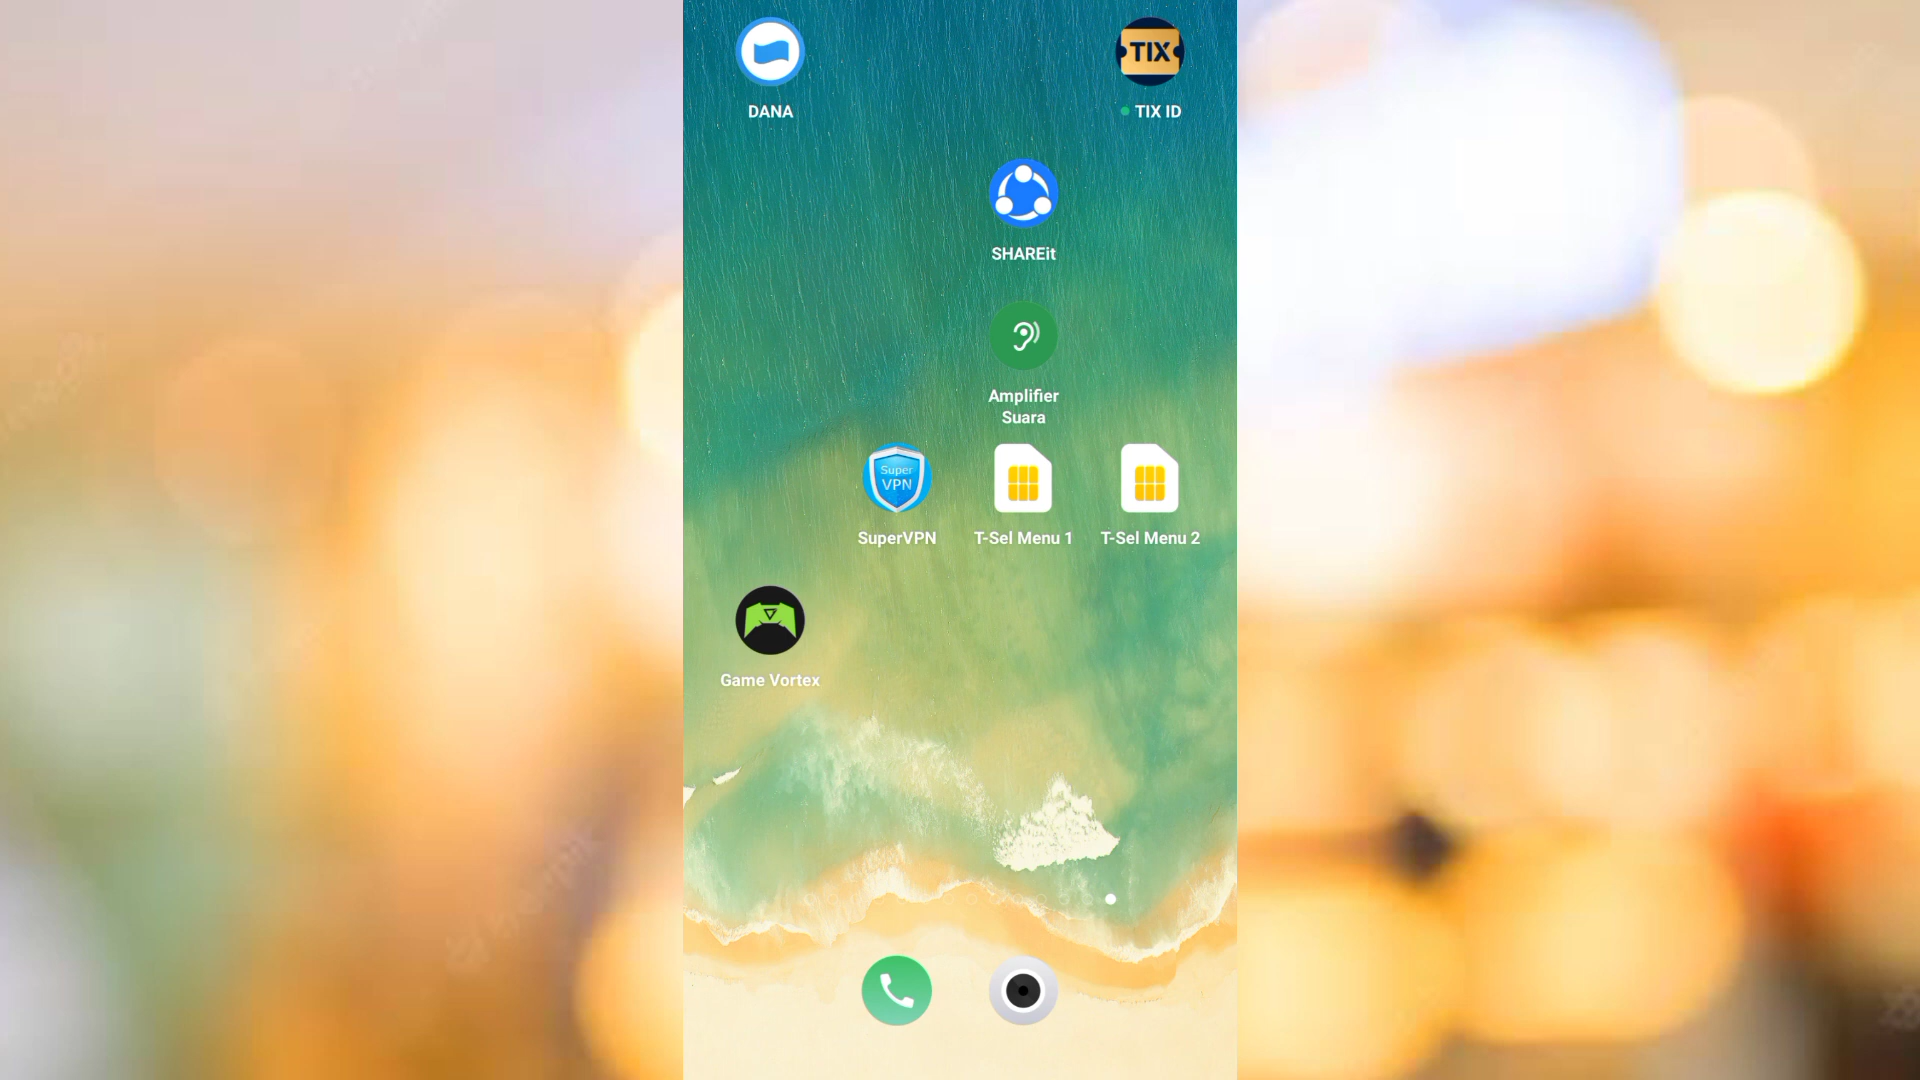 TIX
DANA
TIX ID
SHAREit
Amplifier
Suara
Super
VPN
SuperVPN
T-Sel Menu 1
T-Sel Menu 2
Game Vortex